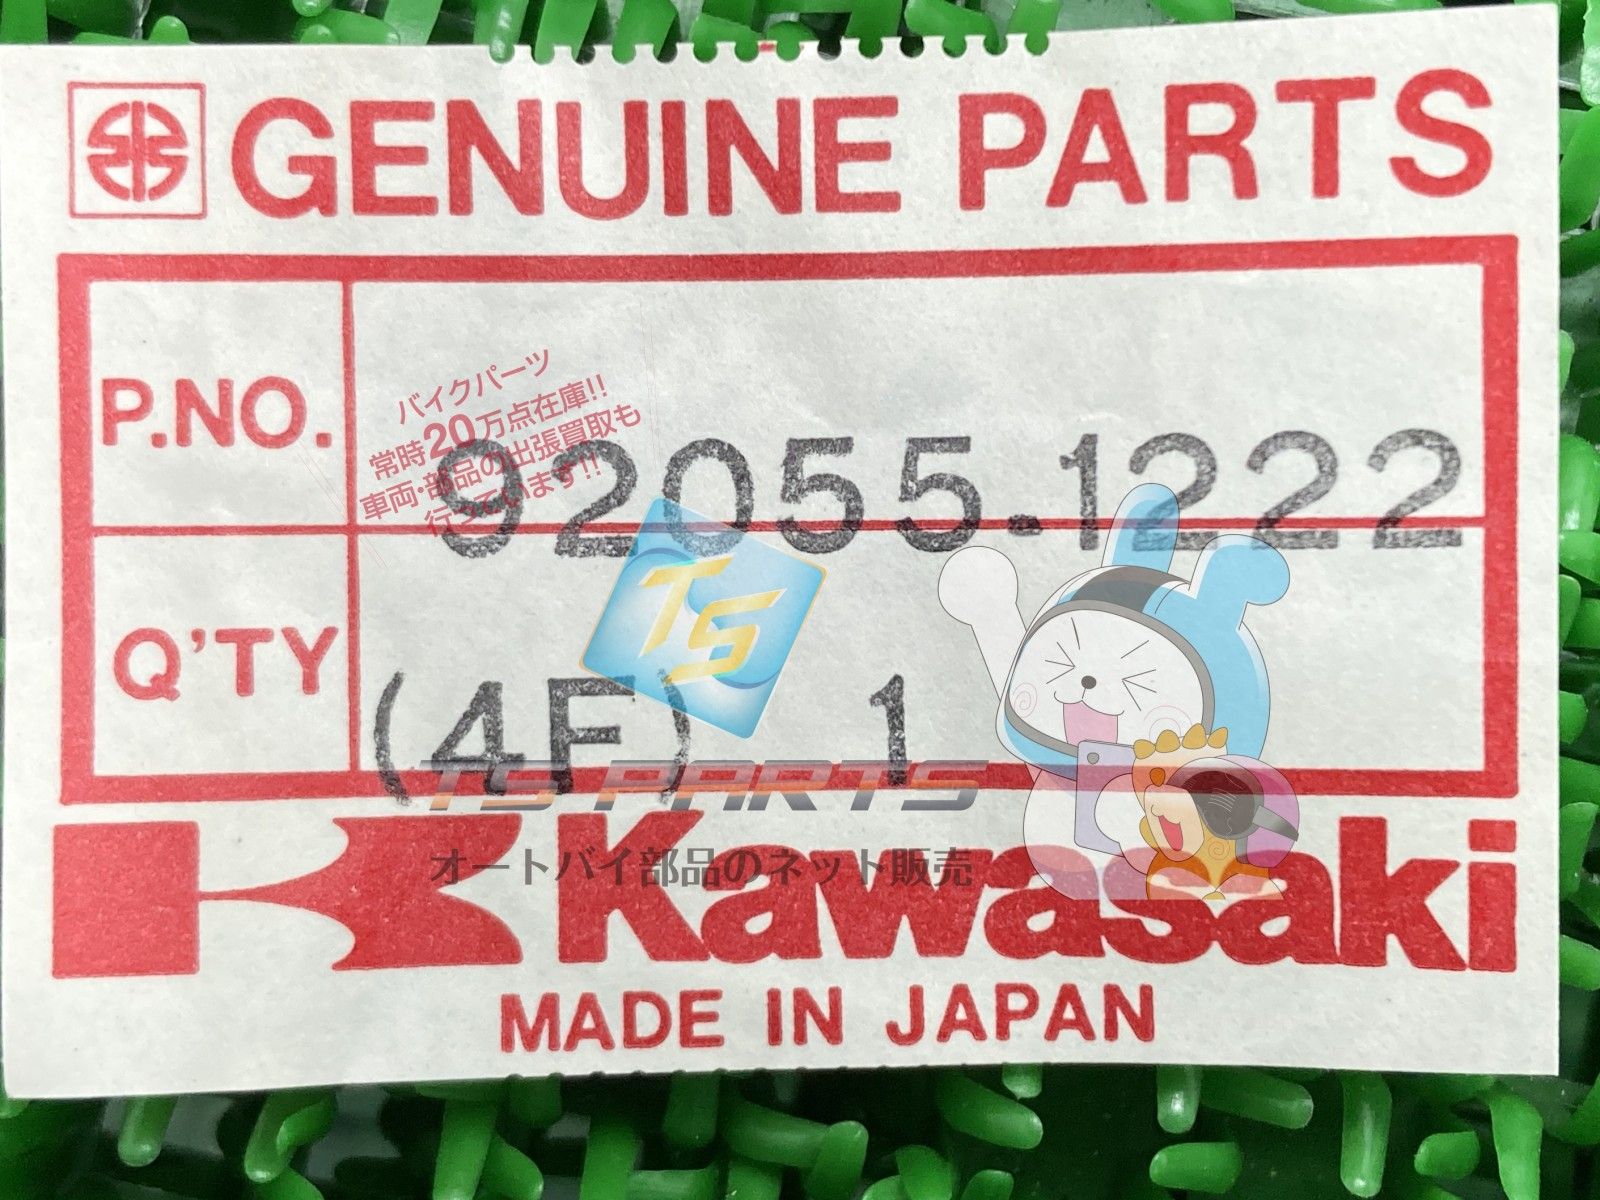 GENUINE PARTS
P.NO.
92055-1222
バイクパーツ
常時20万点在庫!!
車両・部品の出張買取も
行っています!!
Q'TY
(4F) 1
TS
TS PARTS
オートバイ部品のネット販売
Kawasaki
MADE IN JAPAN